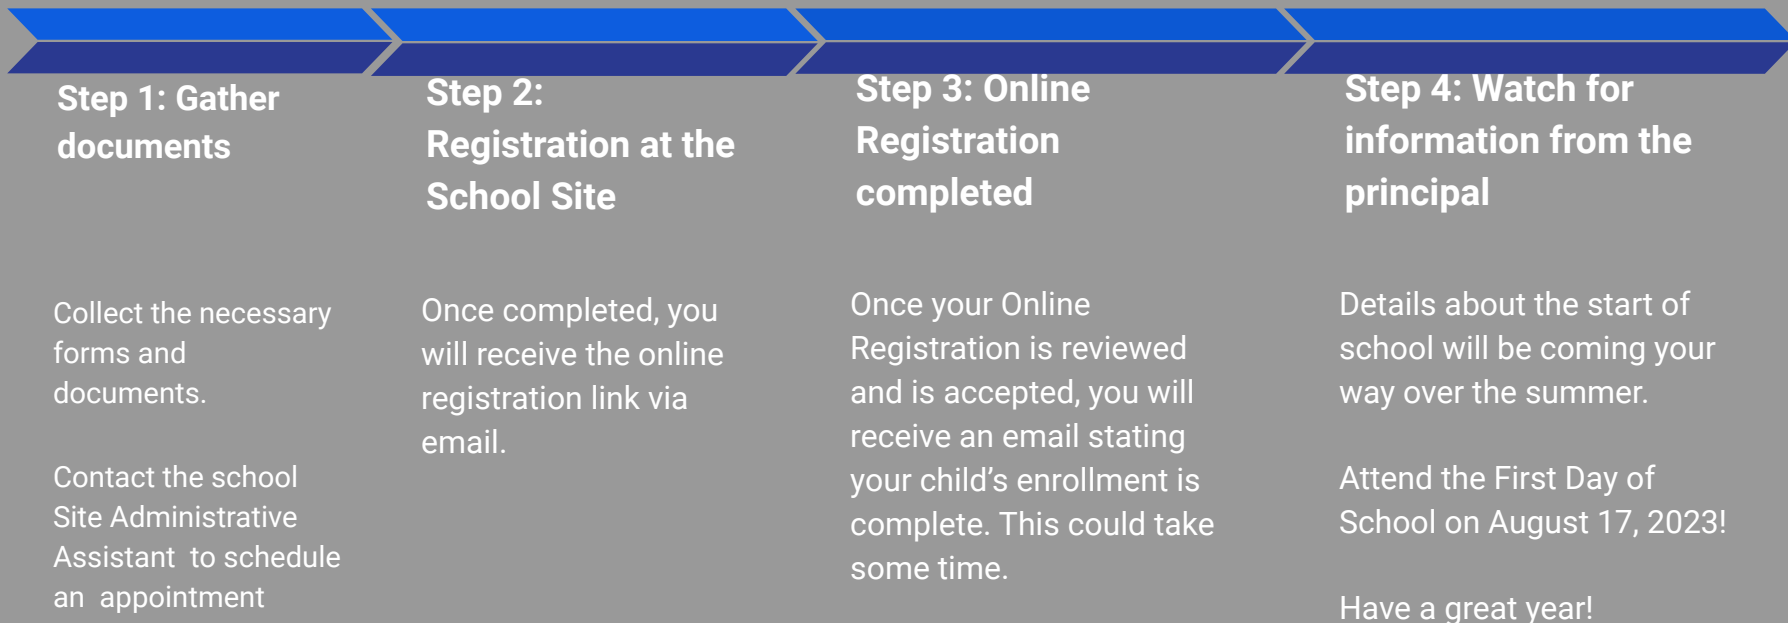 Step 1: Gather
documents
Collect the necessary
forms and
documents.
Contact the school
Site Administrative
Assistant  to schedule
an  appointment
Step 2:
Registration at the
School Site
Once completed, you
will receive the online
registration link via
email.
Step 3: Online
Registration
completed
Once your Online
Registration is reviewed
and is accepted, you will
receive an email stating
your child’s enrollment is
complete. This could take
some time.
Step 4: Watch for
information from the
principal
Details about the start of
school will be coming your
way over the summer.
Attend the First Day of
School on August 17, 2023!
Have a great year!